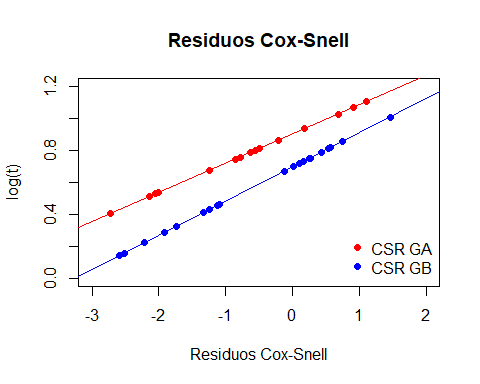 Residuos Cox-Snell
log(t)
1.2
0.8
0.4
0.0
CSR GA
CSR GB
-3 -2 -1 0 1 2
Residuos Cox-Snell